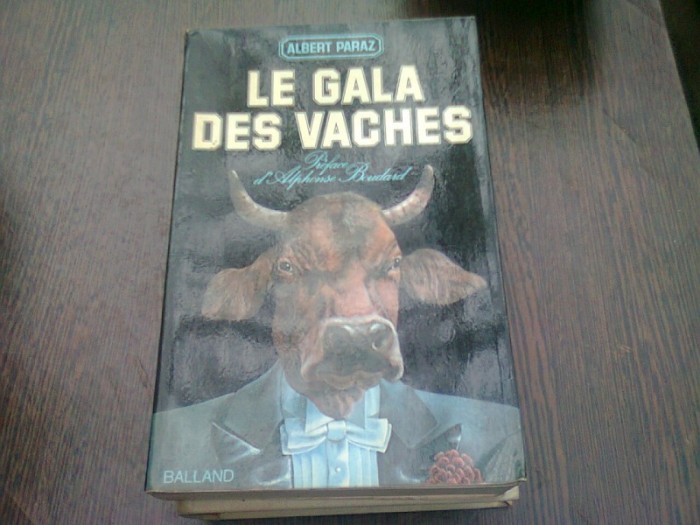 ALBERT PARAZ
LE GALA
DES VACHES
Préface
d'Alphonse Boudard
BALLAND